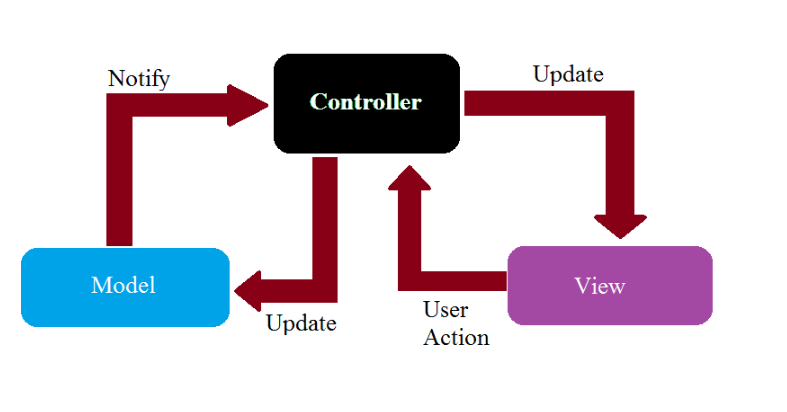 Notify
Update
Controller
Model
View
Update
User
Action